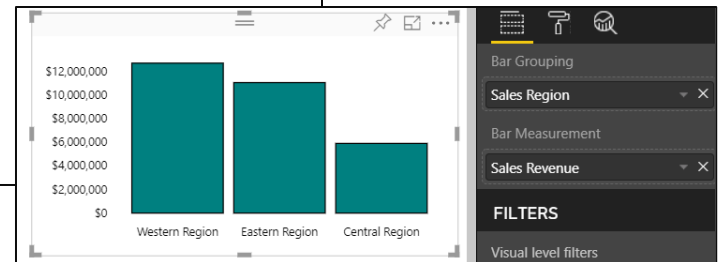 $12,000,000
$10,000,000
$8,000,000
$6,000,000
$4,000,000
$2,000,000
$0
Western Region Eastern Region Central Region
Bar Grouping
Sales Region
Bar Measurement
Sales Revenue
FILTERS
Visual level filters